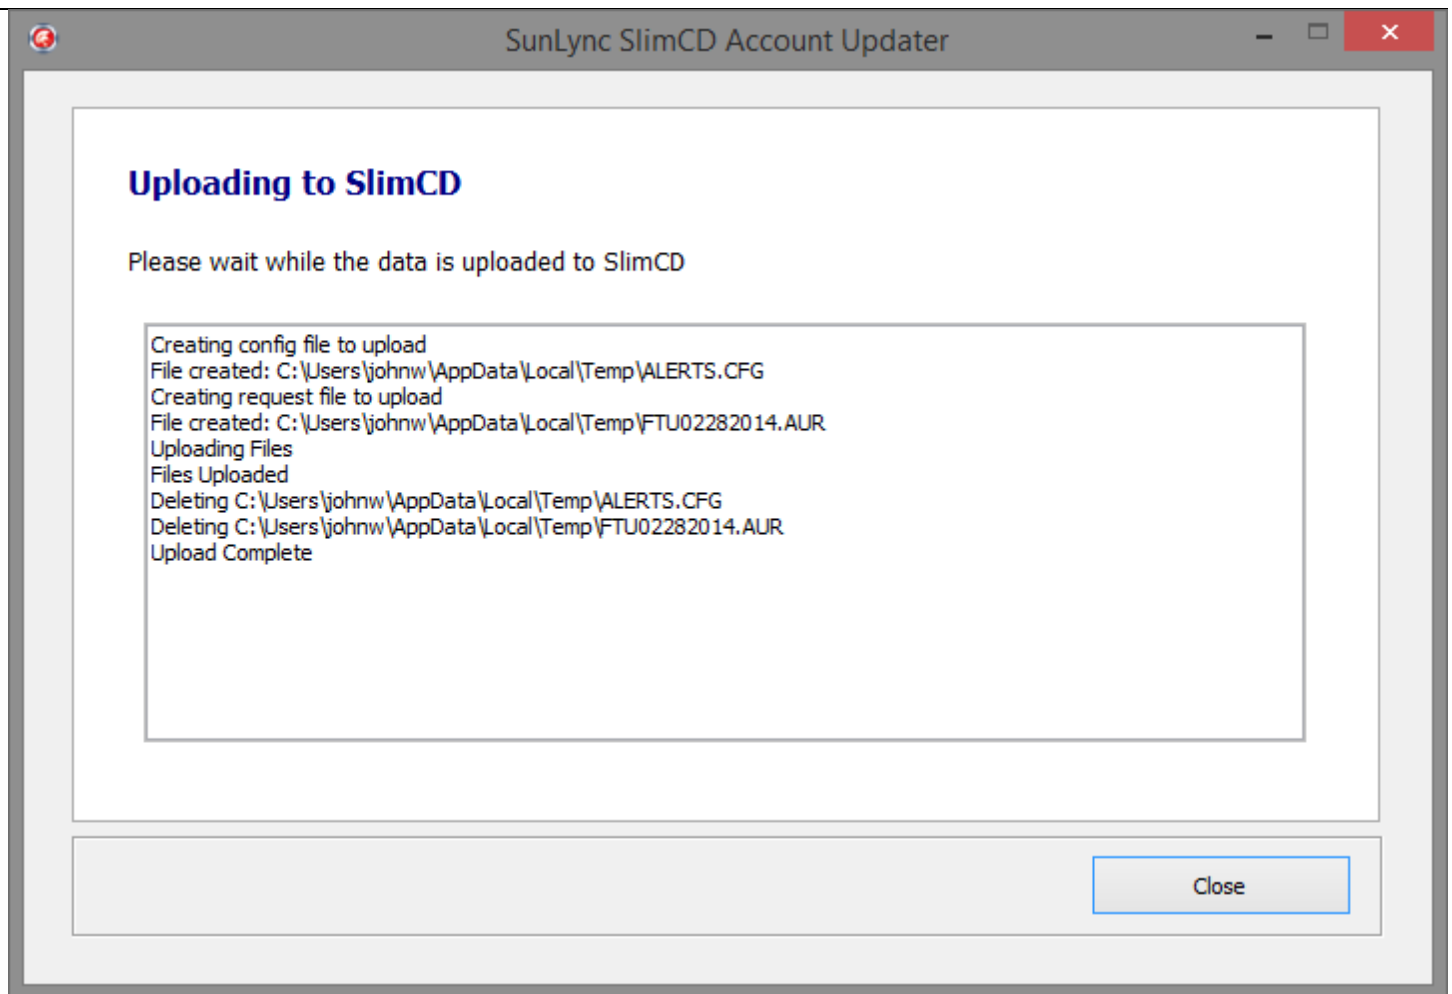 SunLync SlimCD Account Updater
Uploading to SlimCD
Please wait while the data is uploaded to SlimCD
Creating config file to upload
File created: C:\Users\johnw\AppData\Local\Temp\ALERTS.CFG
Creating request file to upload
File created: C:\Users\johnw\AppData\Local\Temp\FTU02282014.AUR
Uploading Files
Files Uploaded
Deleting C:\Users\johnw\AppData\Local\Temp\ALERTS.CFG
Deleting C:\Users\johnw\AppData\Local\Temp\FTU02282014.AUR
Upload Complete
Close